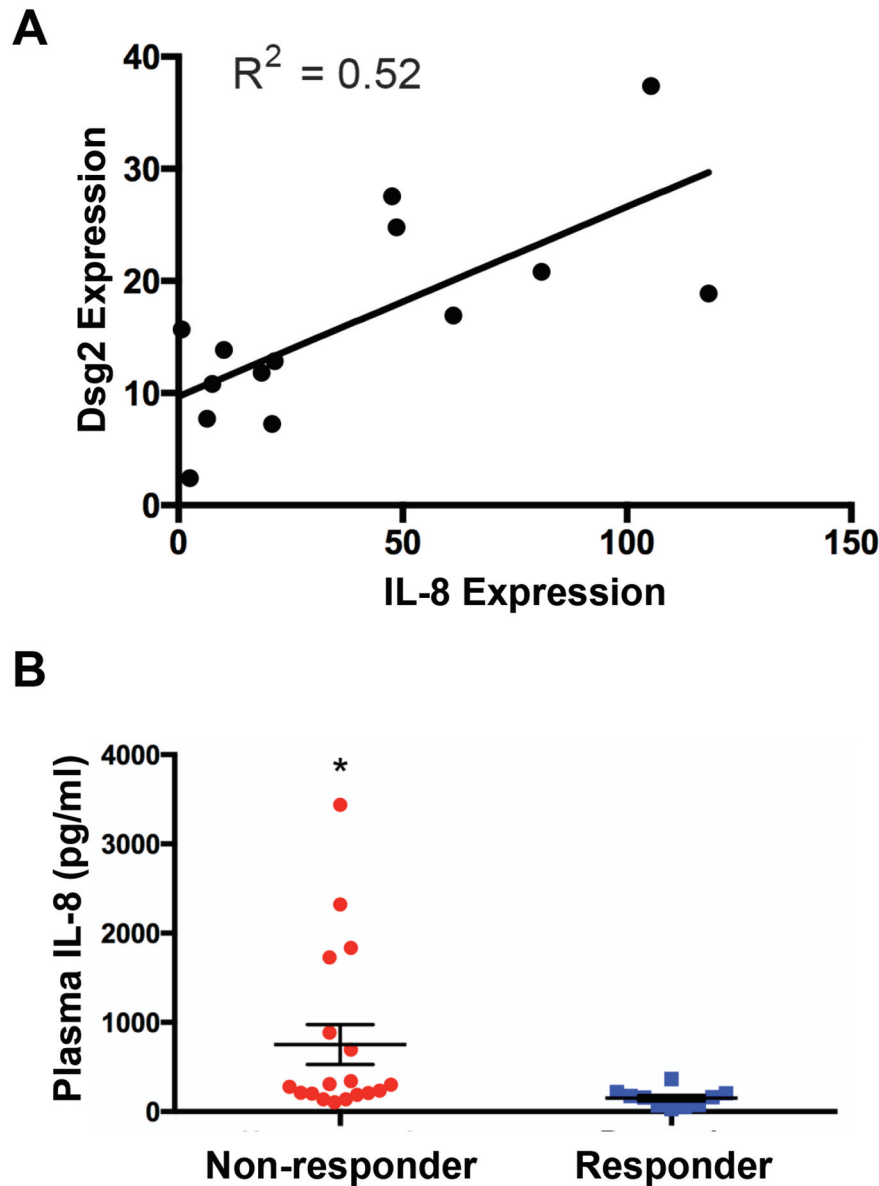 A
R² = 0.52
40
30
20
10
0
Dsg2 Expression
0 50 100 150
IL-8 Expression
B
4000
3000
2000
1000
0
Plasma IL-8 (pg/ml)
*
Non-responder Responder